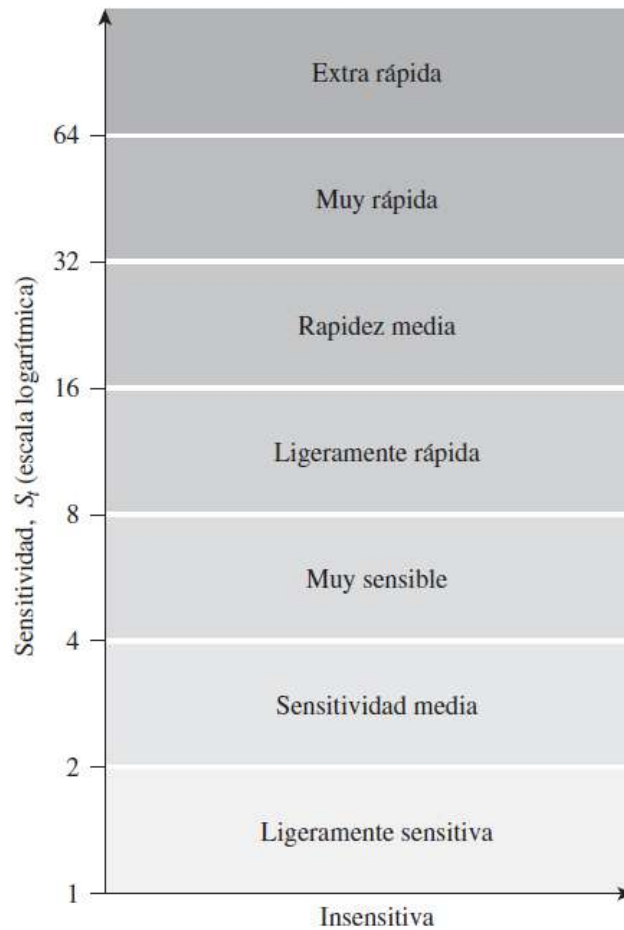 Extra rápida
64
Muy rápida
32
Rapidez media
16
Ligeramente rápida
8
Muy sensible
4
Sensitividad media
2
Ligeramente sensitiva
1
Insensitiva
Sensitividad, St (escala logarítmica)